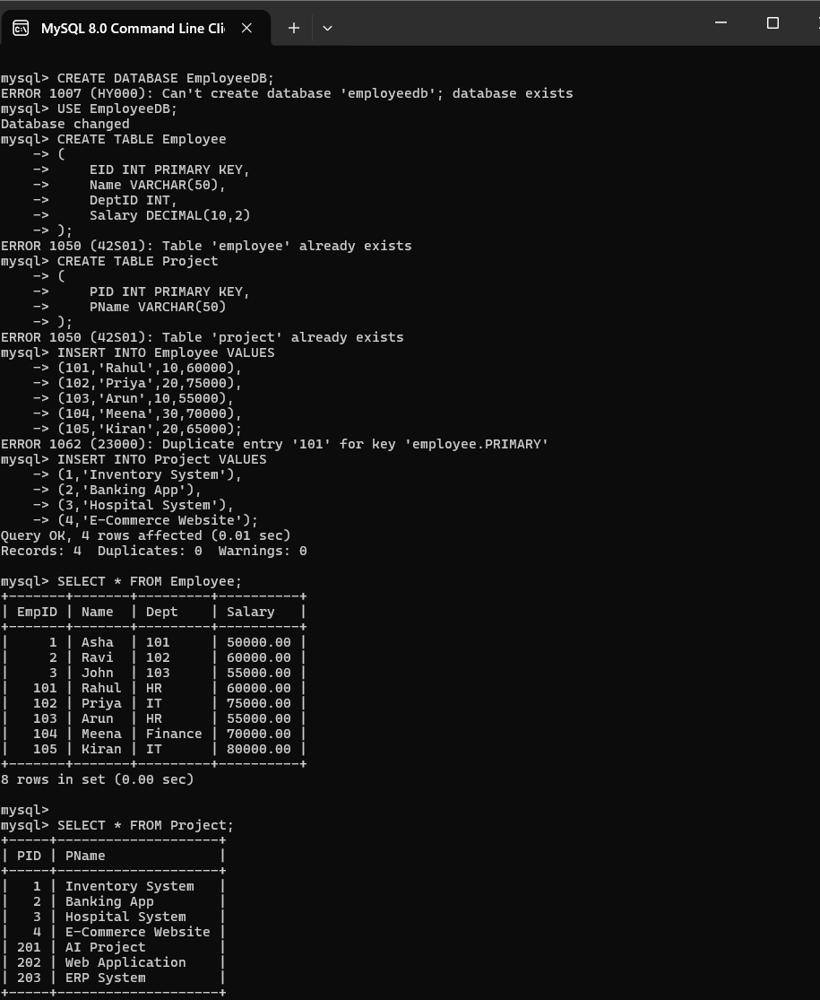 MySQL 8.0 Command Line Cli
mysql> CREATE DATABASE EmployeeDB;
ERROR 1007 (HY000): Can't create database 'employeedb'; database exists
mysql> USE EmployeeDB;
Database changed
mysql> CREATE TABLE Employee
    -> (
    ->     EID INT PRIMARY KEY,
    ->     Name VARCHAR(50),
    ->     DeptID INT,
    ->     Salary DECIMAL(10,2)
    -> );
ERROR 1050 (42S01): Table 'employee' already exists
mysql> CREATE TABLE Project
    -> (
    ->     PID INT PRIMARY KEY,
    ->     PName VARCHAR(50)
    -> );
ERROR 1050 (42S01): Table 'project' already exists
mysql> INSERT INTO Employee VALUES
    -> (101,'Rahul',10,60000),
    -> (102,'Priya',20,75000),
    -> (103,'Arun',10,55000),
    -> (104,'Meena',30,70000),
    -> (105,'Kiran',20,65000);
ERROR 1062 (23000): Duplicate entry '101' for key 'employee.PRIMARY'
mysql> INSERT INTO Project VALUES
    -> (1,'Inventory System'),
    -> (2,'Banking App'),
    -> (3,'Hospital System'),
    -> (4,'E-Commerce Website');
Query OK, 4 rows affected (0.01 sec)
Records: 4  Duplicates: 0  Warnings: 0
mysql> SELECT * FROM Employee;
+-------+-------+---------+----------+
| EmpID | Name  | Dept    | Salary   |
+-------+-------+---------+----------+
|     1 | Asha  | 101     | 50000.00 |
|     2 | Ravi  | 102     | 60000.00 |
|     3 | John  | 103     | 55000.00 |
|   101 | Rahul | HR      | 60000.00 |
|   102 | Priya | IT      | 75000.00 |
|   103 | Arun  | HR      | 55000.00 |
|   104 | Meena | Finance | 70000.00 |
|   105 | Kiran | IT      | 80000.00 |
+-------+-------+---------+----------+
8 rows in set (0.00 sec)
mysql>
mysql> SELECT * FROM Project;
+-----+--------------------+
| PID | PName              |
+-----+--------------------+
|   1 | Inventory System   |
|   2 | Banking App        |
|   3 | Hospital System    |
|   4 | E-Commerce Website |
| 201 | AI Project         |
| 202 | Web Application    |
| 203 | ERP System         |
+-----+--------------------+